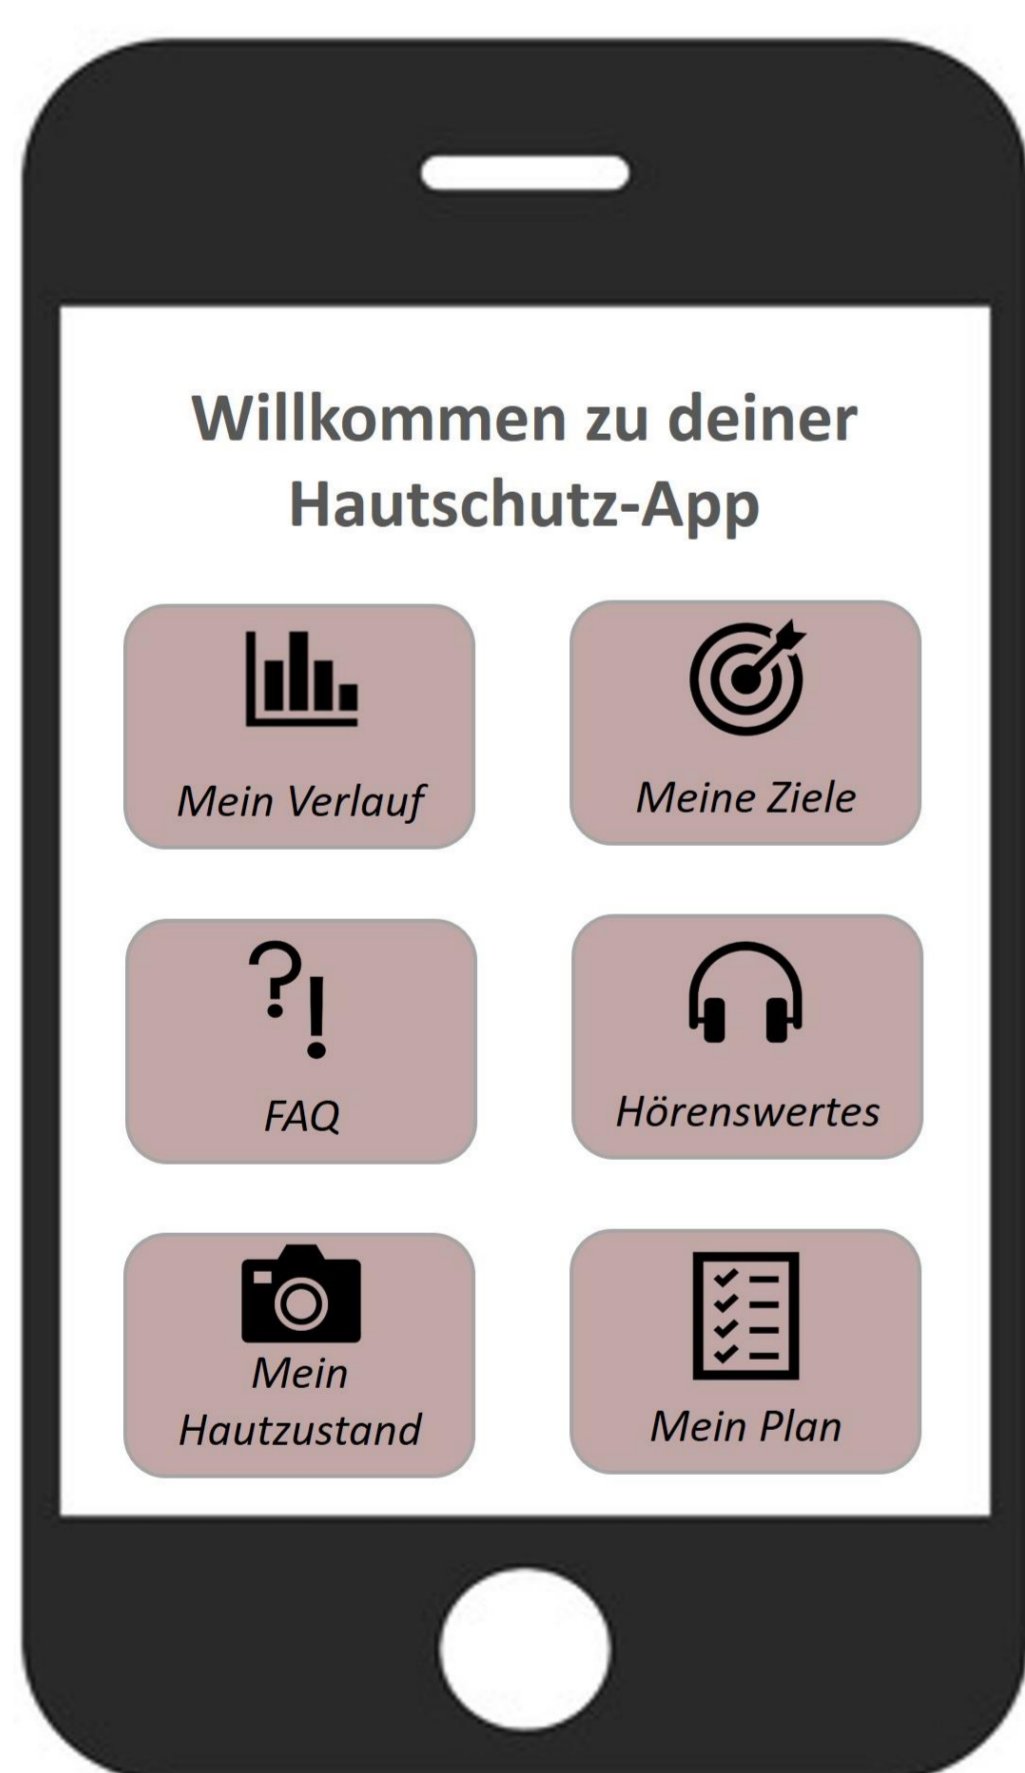 Willkommen zu deiner
Hautschutz-App
Mein Verlauf
Meine Ziele
FAQ
Hörenswertes
Mein
Hautzustand
Mein Plan